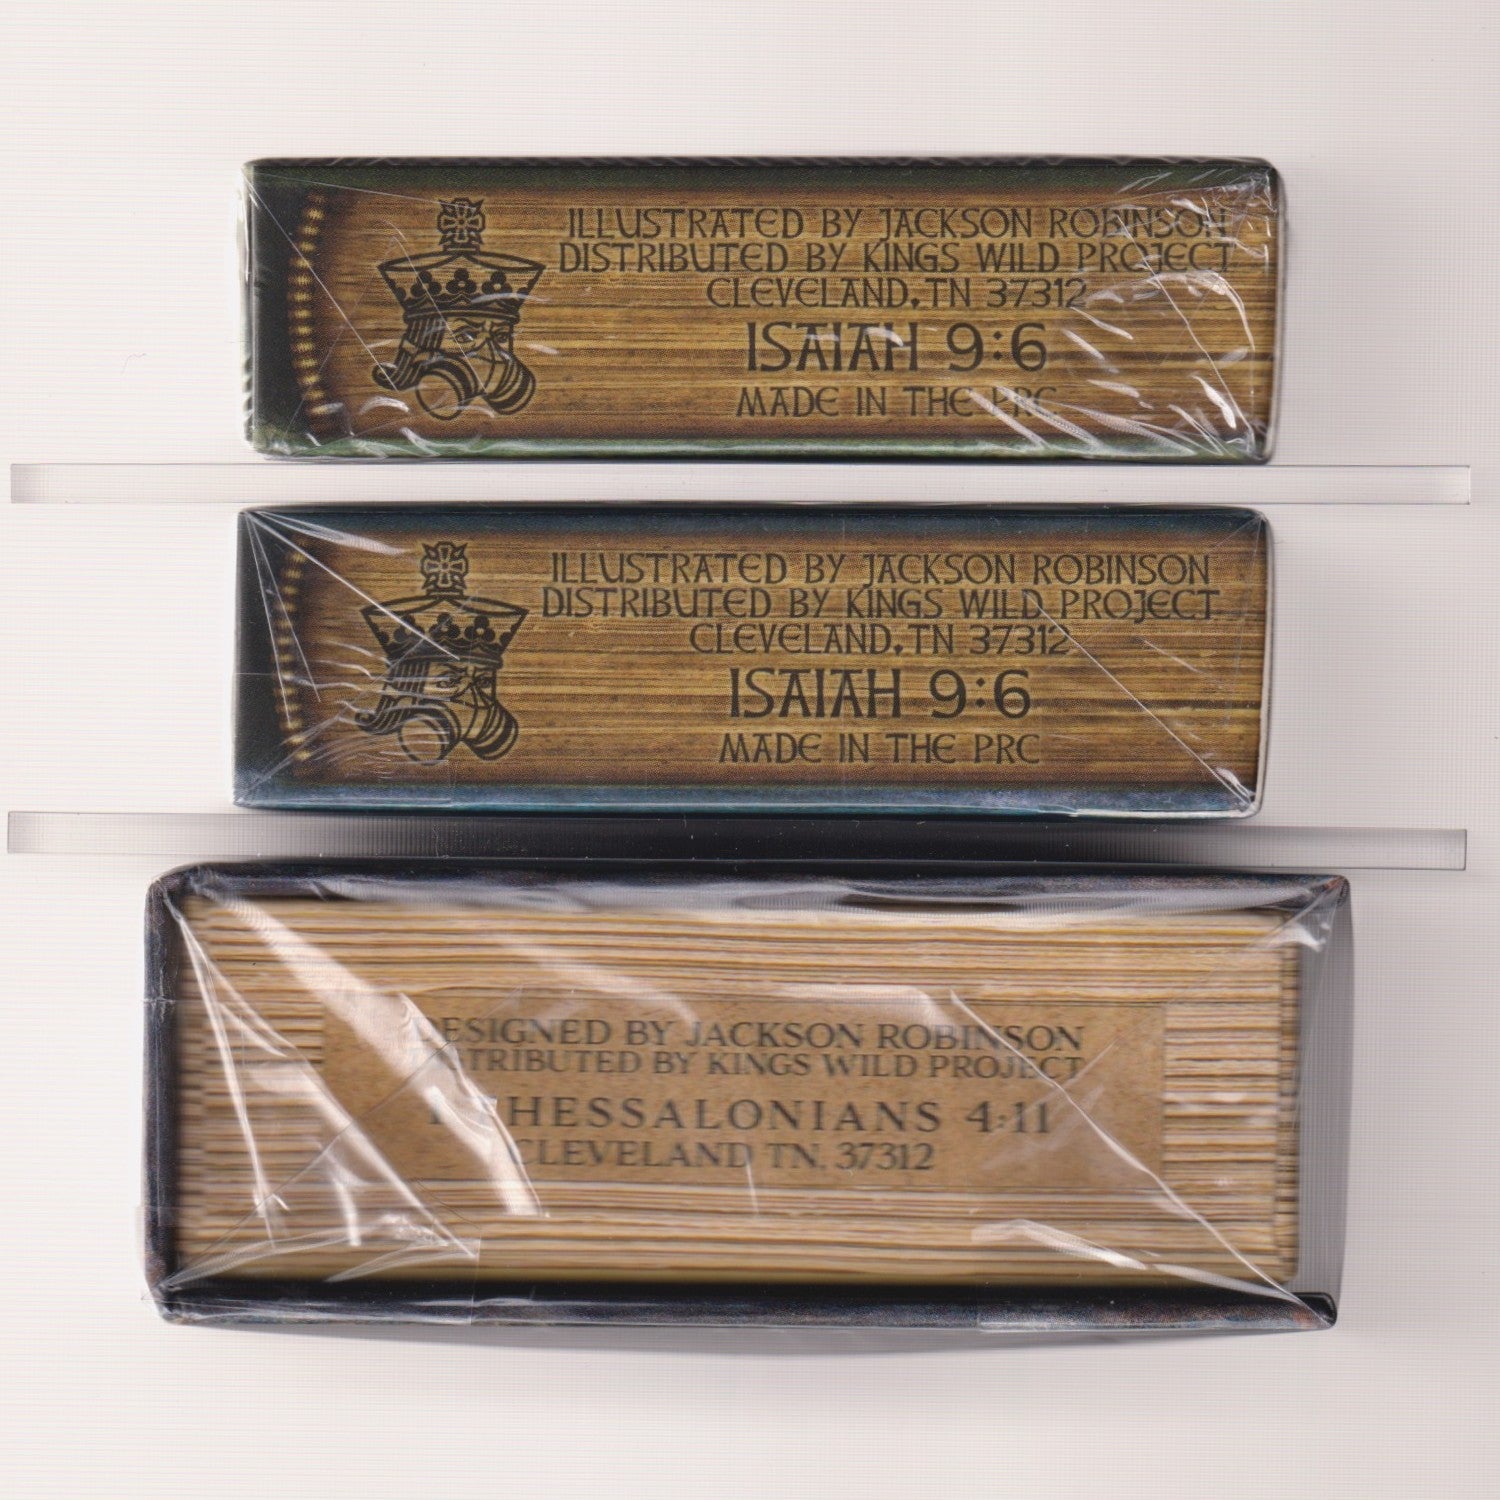 ILLUSTRATED BY JACKSON ROBINSON
DISTRIBUTED BY KINGS WILD PROJECT
CLEVELAND, TN 37312
ISAIAH 9:6
MADE IN THE PRC
ILLUSTRATED BY JACKSON ROBINSON
DISTRIBUTED BY KINGS WILD PROJECT
CLEVELAND, TN 37312
ISAIAH 9:6
MADE IN THE PRC
DESIGNED BY JACKSON ROBINSON
DISTRIBUTED BY KINGS WILD PROJECT
1 THESSALONIANS 4:11
CLEVELAND TN. 37312